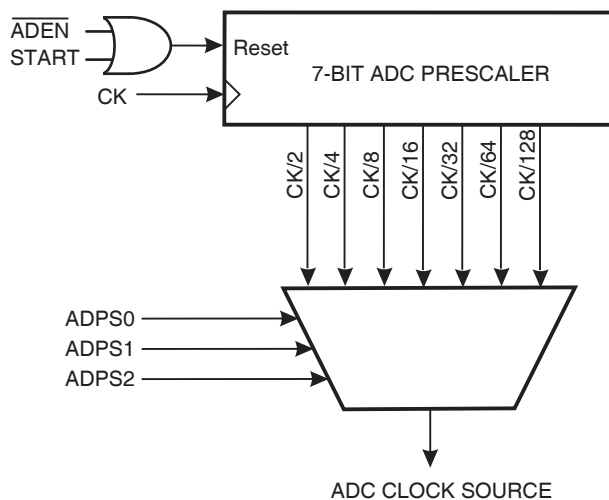 ADEN
START
Reset
7-BIT ADC PRESCALER
CK
CK/2
CK/4
CK/8
CK/16
CK/32
CK/64
CK/128
ADPS0
ADPS1
ADPS2
ADC CLOCK SOURCE